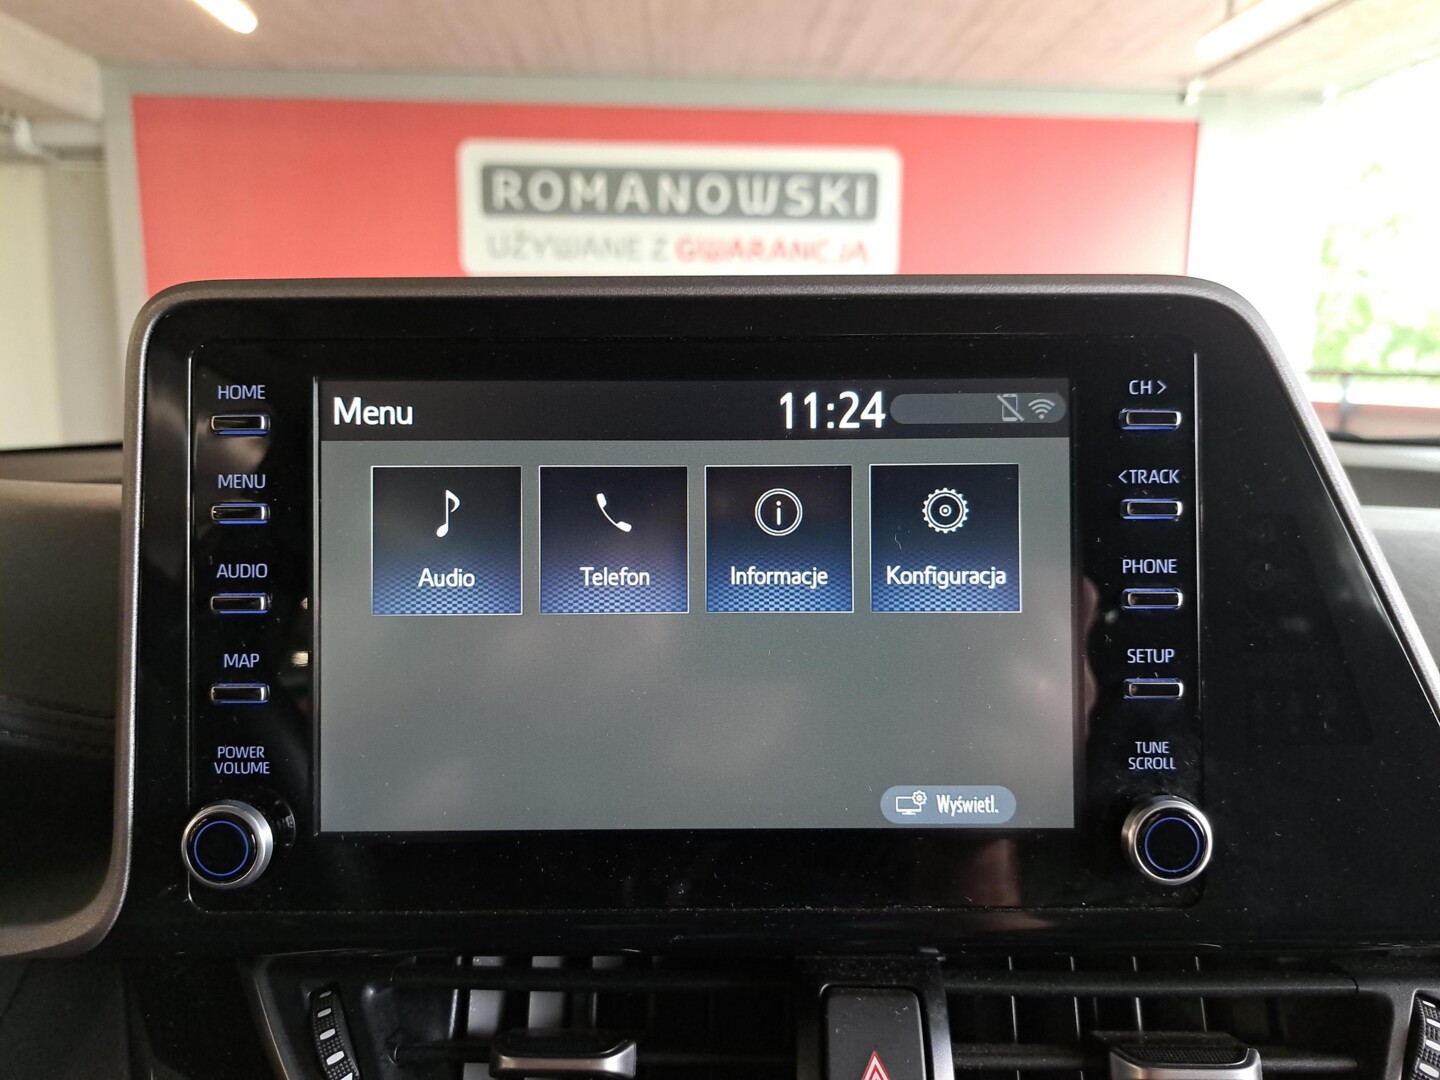 ROMANOWSKI
UŻYWANE Z GWARANCJĄ
HOME
MENU
AUDIO
MAP
POWER
VOLUME
Menu
11:24
Audio
Telefon
Informacje
Konfiguracja
Wyświetl.
CH >
< TRACK
PHONE
SETUP
TUNE
SCROLL